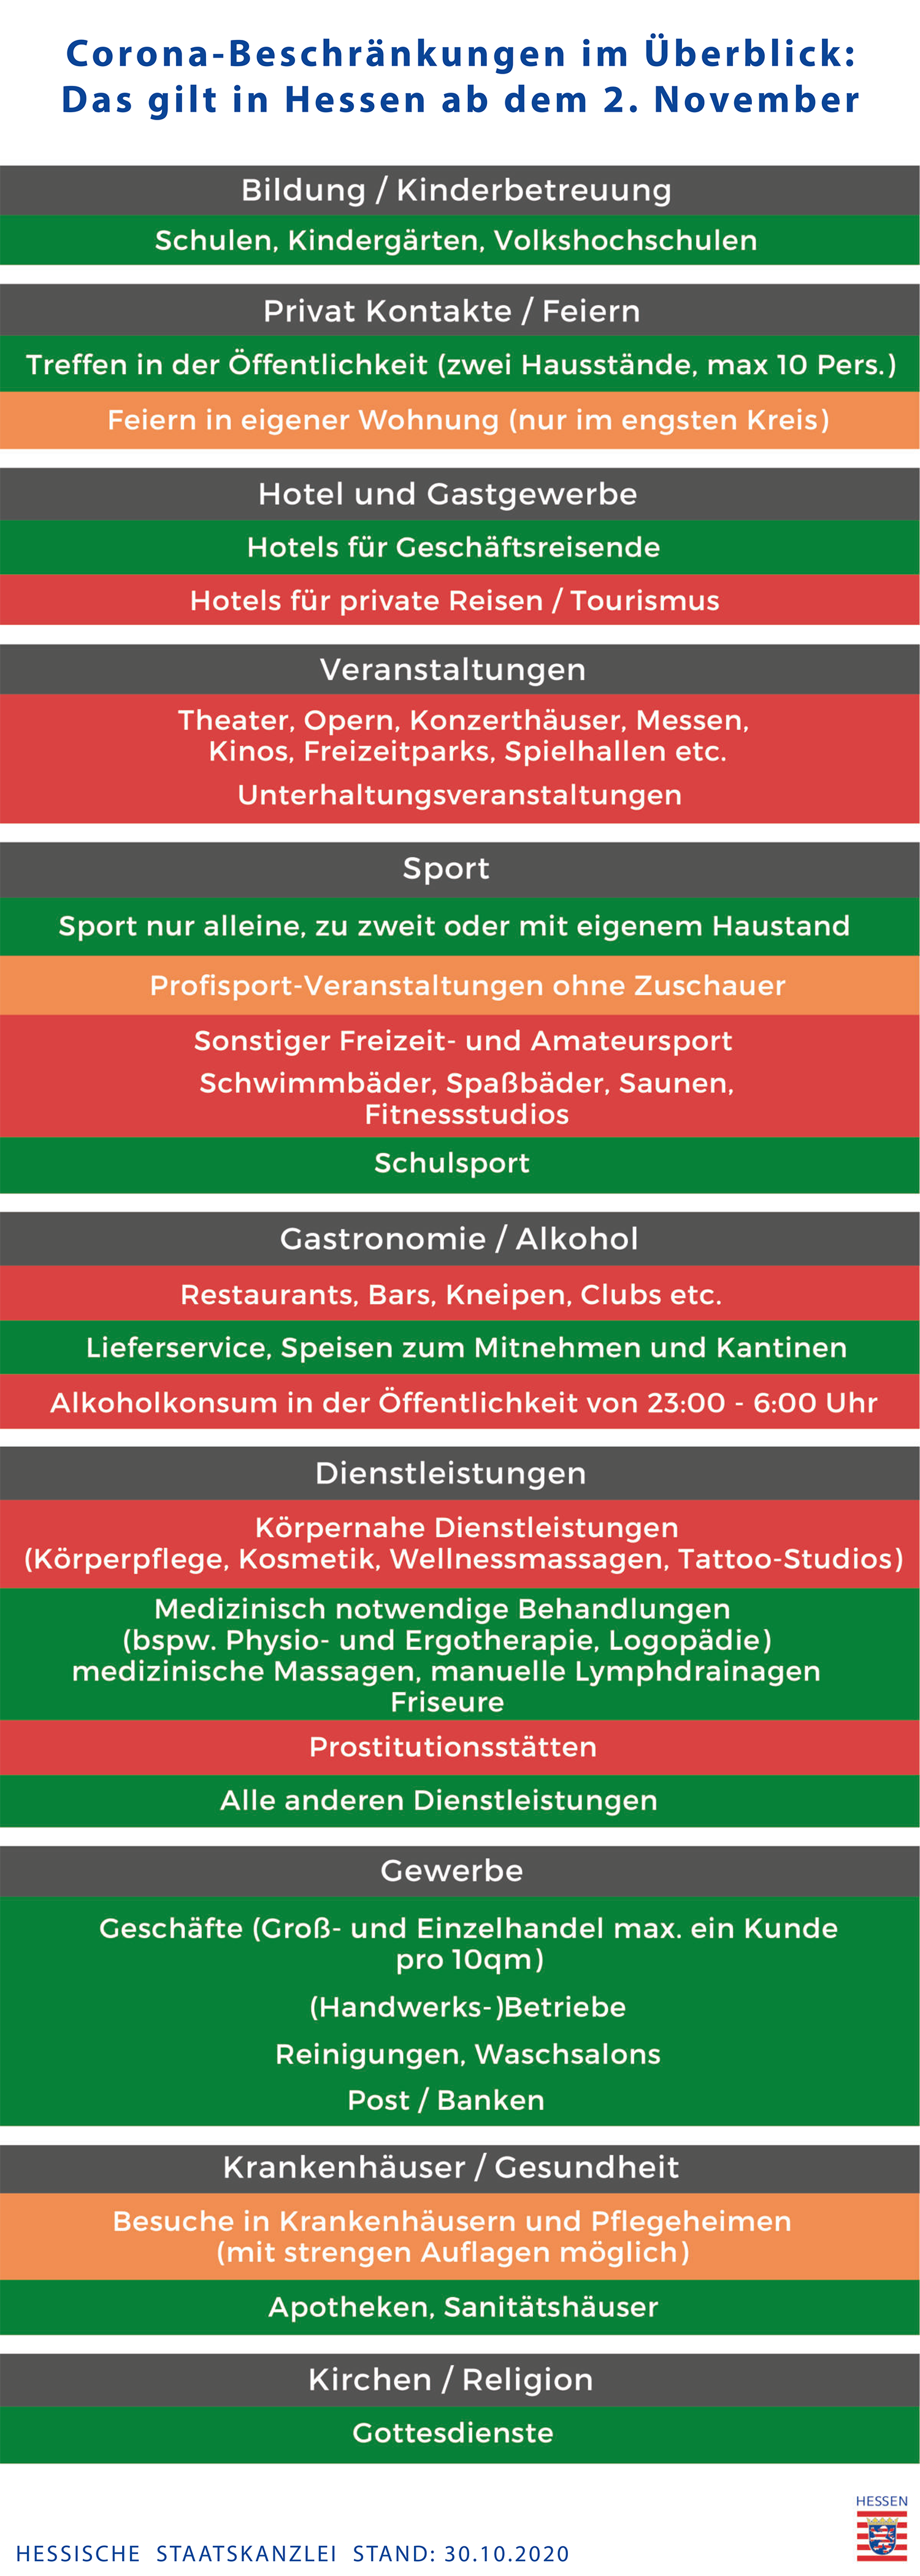 Corona-Beschränkungen im Überblick:
Das gilt in Hessen ab dem 2. November
Bildung / Kinderbetreuung
Schulen, Kindergärten, Volkshochschulen
Privat Kontakte / Feiern
Treffen in der Öffentlichkeit (zwei Hausstände, max 10 Pers.)
Feiern in eigener Wohnung (nur im engsten Kreis)
Hotel und Gastgewerbe
Hotels für Geschäftsreisende
Hotels für private Reisen / Tourismus
Veranstaltungen
Theater, Opern, Konzerthäuser, Messen,
Kinos, Freizeitparks, Spielhallen etc.
Unterhaltungsveranstaltungen
Sport
Sport nur alleine, zu zweit oder mit eigenem Haustand
Profisport-Veranstaltungen ohne Zuschauer
Sonstiger Freizeit- und Amateursport
Schwimmbäder, Spaßbäder, Saunen,
Fitnessstudios
Schulsport
Gastronomie / Alkohol
Restaurants, Bars, Kneipen, Clubs etc.
Lieferservice, Speisen zum Mitnehmen und Kantinen
Alkoholkonsum in der Öffentlichkeit von 23:00 - 6:00 Uhr
Dienstleistungen
Körpernahe Dienstleistungen
(Körperpflege, Kosmetik, Wellnessmassagen, Tattoo-Studios)
Medizinisch notwendige Behandlungen
(bspw. Physio- und Ergotherapie, Logopädie)
medizinische Massagen, manuelle Lymphdrainagen
Friseure
Prostitutionsstätten
Alle anderen Dienstleistungen
Gewerbe
Geschäfte (Groß- und Einzelhandel max. ein Kunde
pro 10qm)
(Handwerks-)Betriebe
Reinigungen, Waschsalons
Post / Banken
Krankenhäuser / Gesundheit
Besuche in Krankenhäusern und Pflegeheimen
(mit strengen Auflagen möglich)
Apotheken, Sanitätshäuser
Kirchen / Religion
Gottesdienste
HESSEN
HESSISCHE STAATSKANZLEI STAND: 30.10.2020